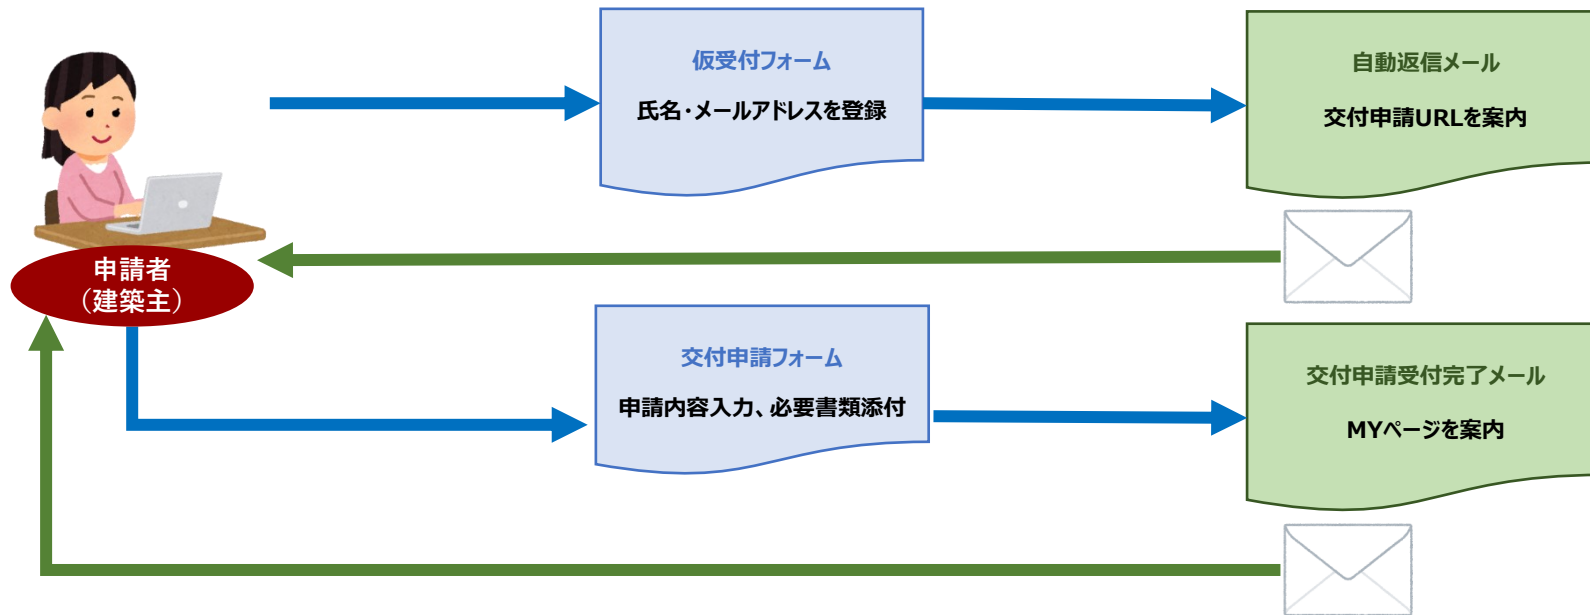 仮受付フォーム
氏名・メールアドレスを登録
自動返信メール
交付申請URLを案内
申請者
（建築主）
交付申請フォーム
申請内容入力、必要書類添付
交付申請受付完了メール
MYページを案内